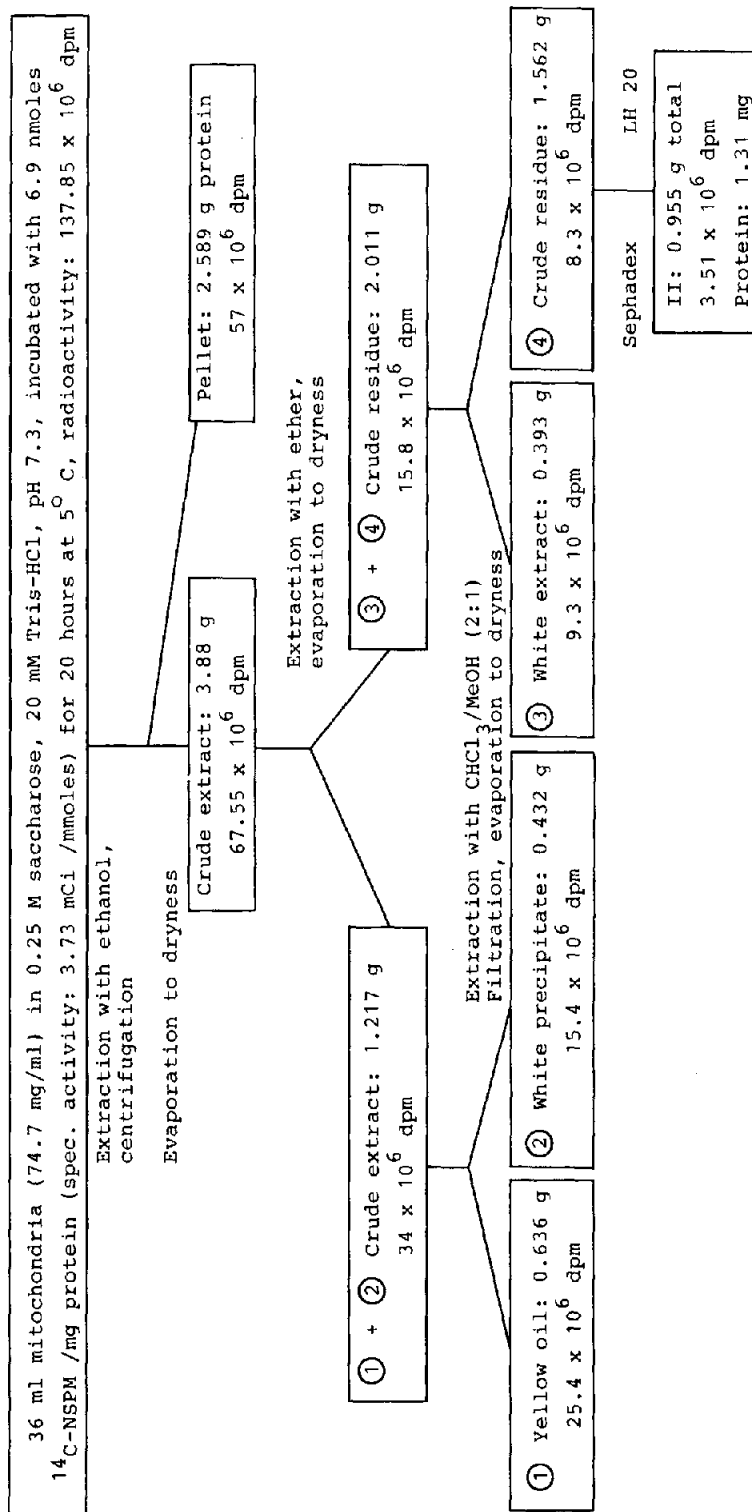 36 ml mitochondria (74.7 mg/ml) in 0.25 M saccharose, 20 mM Tris-HCl, pH 7.3, incubated with 6.9 nmoles
14C-NSPM /mg protein (spec. activity: 3.73 mCi /mmoles) for 20 hours at 5° C, radioactivity: 137.85 x 10^6 dpm
Extraction with ethanol,
centrifugation
Evaporation to dryness
Crude extract: 3.88 g
67.55 x 10^6 dpm
Pellet: 2.589 g protein
57 x 10^6 dpm
Extraction with ether,
evaporation to dryness
① + ② Crude extract: 1.217 g
34 x 10^6 dpm
③ + ④ Crude residue: 2.011 g
15.8 x 10^6 dpm
Extraction with CHCl3/MeOH (2:1)
Filtration, evaporation to dryness
① Yellow oil: 0.636 g
25.4 x 10^6 dpm
② White precipitate: 0.432 g
15.4 x 10^6 dpm
③ White extract: 0.393 g
9.3 x 10^6 dpm
④ Crude residue: 1.562 g
8.3 x 10^6 dpm
Sephadex LH 20
II: 0.955 g total
3.51 x 10^6 dpm
Protein: 1.31 mg